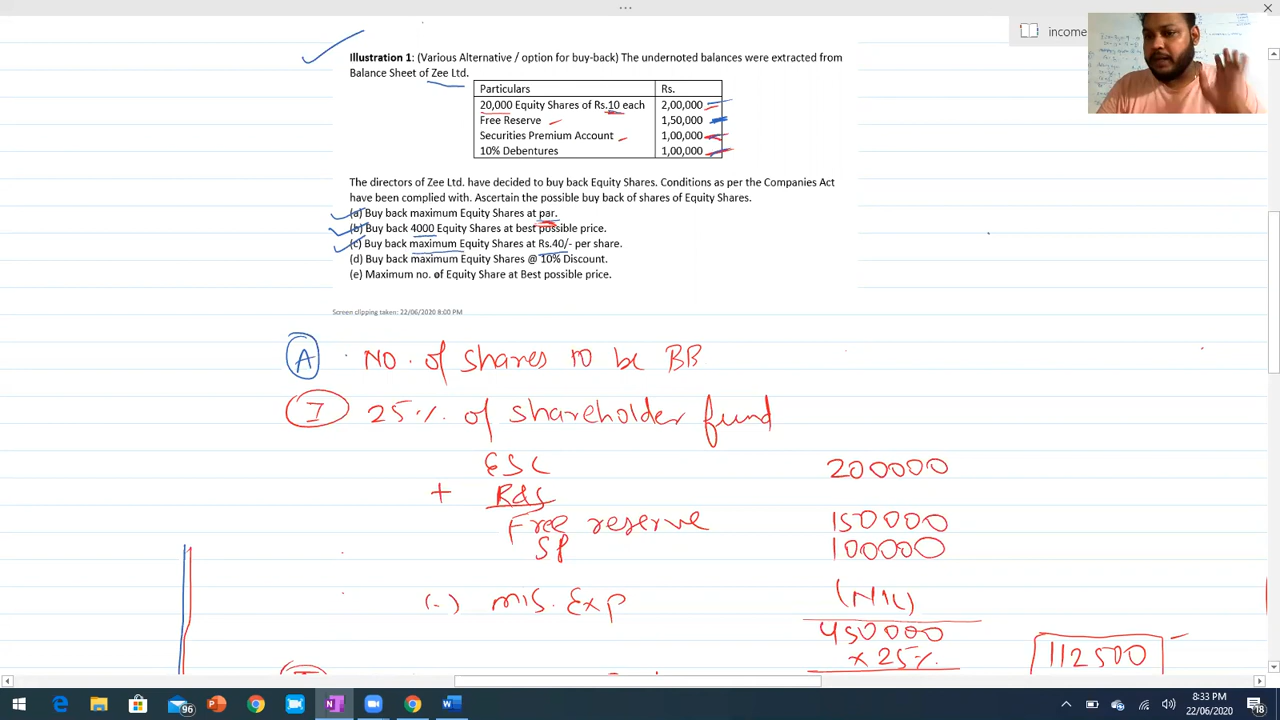 income
Illustration 1: (Various Alternative / option for buy-back) The undernoted balances were extracted from
Balance Sheet of Zee Ltd.
Particulars Rs.
20,000 Equity Shares of Rs.10 each 2,00,000
Free Reserve 1,50,000
Securities Premium Account 1,00,000
10% Debentures 1,00,000
The directors of Zee Ltd. have decided to buy back Equity Shares. Conditions as per the Companies Act
have been complied with. Ascertain the possible buy back of shares of Equity Shares.
(a) Buy back maximum Equity Shares at par.
(b) Buy back 4000 Equity Shares at best possible price.
(c) Buy back maximum Equity Shares at Rs.40/- per share.
(d) Buy back maximum Equity Shares @ 10% Discount.
(e) Maximum no. of Equity Share at Best possible price.
Screen clipping taken: 22/06/2020 8:00 PM
A No. of shares to be BB
I 25% of shareholder fund
ESC 200000
+ R&S
Free reserve 150000
SP 100000
(-) mis. Exp (NIL)
450000
x 25% 112500
96
8:33 PM
22/06/2020
18